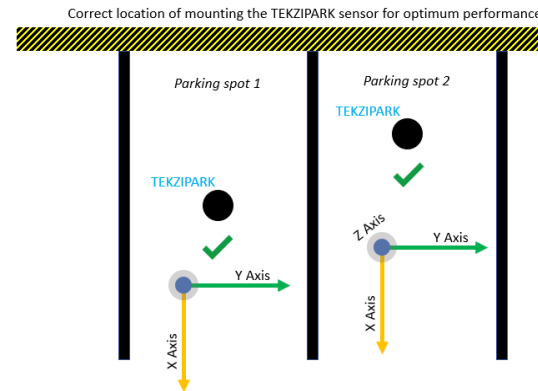 Correct location of mounting the TEKZIPARK sensor for optimum performance
Parking spot 1
Parking spot 2
TEKZIPARK
TEKZIPARK
Z Axis
Y Axis
Y Axis
X Axis
X Axis